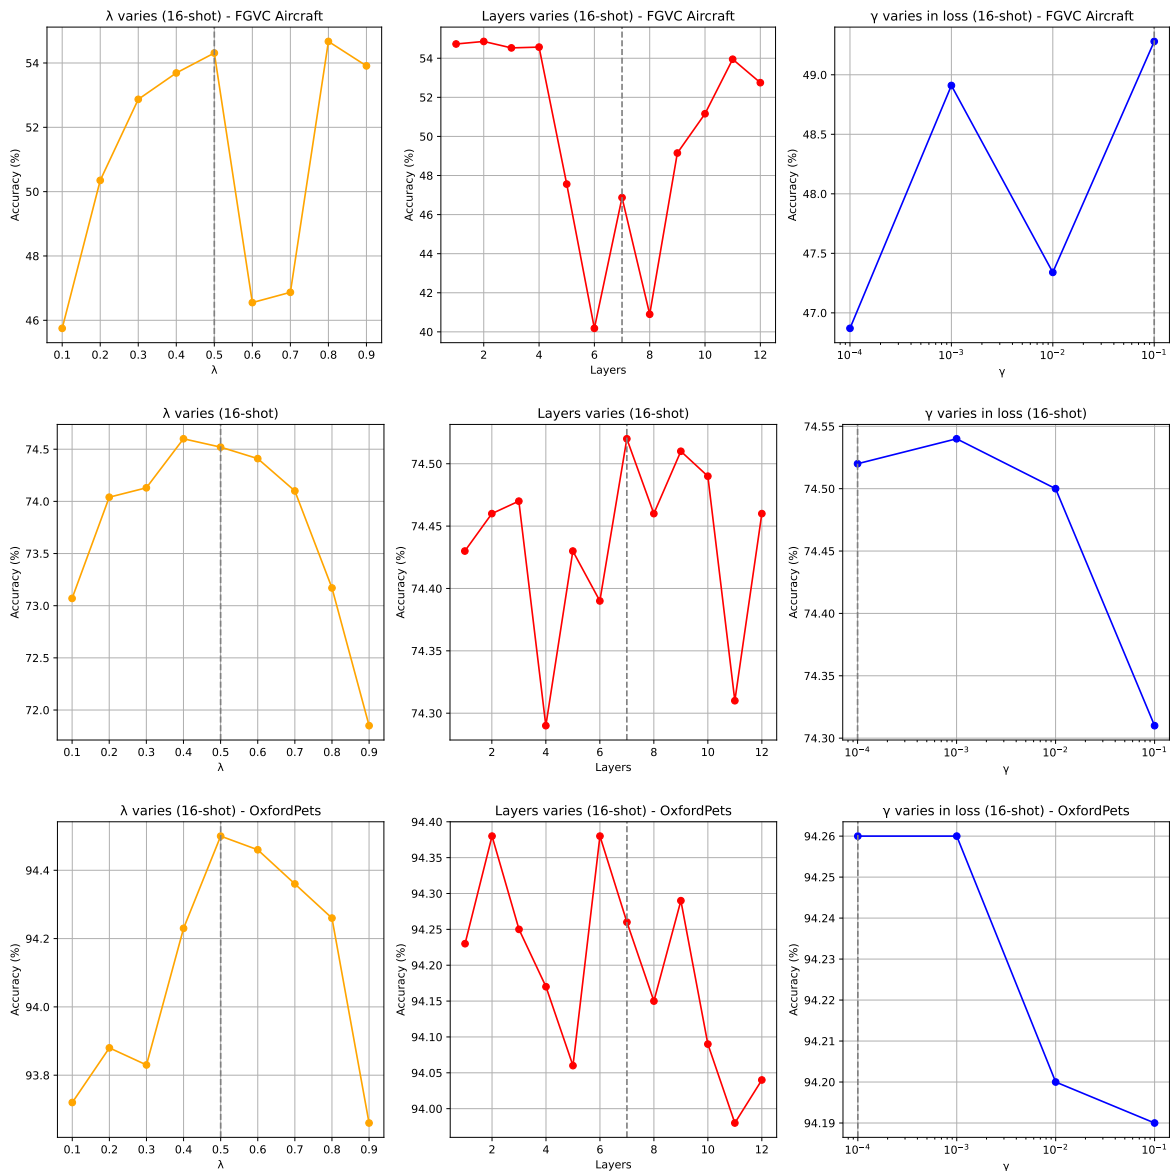 λ varies (16-shot) - FGVC Aircraft
Accuracy (%)
54
52
50
48
46
0.1 0.2 0.3 0.4 0.5 0.6 0.7 0.8 0.9
λ
Layers varies (16-shot) - FGVC Aircraft
Accuracy (%)
54
52
50
48
46
44
42
40
2 4 6 8 10 12
Layers
γ varies in loss (16-shot) - FGVC Aircraft
Accuracy (%)
49.0
48.5
48.0
47.5
47.0
10⁻⁴ 10⁻³ 10⁻² 10⁻¹
γ
λ varies (16-shot)
Accuracy (%)
74.5
74.0
73.5
73.0
72.5
72.0
0.1 0.2 0.3 0.4 0.5 0.6 0.7 0.8 0.9
λ
Layers varies (16-shot)
Accuracy (%)
74.50
74.45
74.40
74.35
74.30
2 4 6 8 10 12
Layers
γ varies in loss (16-shot)
Accuracy (%)
74.55
74.50
74.45
74.40
74.35
74.30
10⁻⁴ 10⁻³ 10⁻² 10⁻¹
γ
λ varies (16-shot) - OxfordPets
Accuracy (%)
94.4
94.2
94.0
93.8
0.1 0.2 0.3 0.4 0.5 0.6 0.7 0.8 0.9
λ
Layers varies (16-shot) - OxfordPets
Accuracy (%)
94.40
94.35
94.30
94.25
94.20
94.15
94.10
94.05
94.00
2 4 6 8 10 12
Layers
γ varies in loss (16-shot) - OxfordPets
Accuracy (%)
94.26
94.25
94.24
94.23
94.22
94.21
94.20
94.19
10⁻⁴ 10⁻³ 10⁻² 10⁻¹
γ